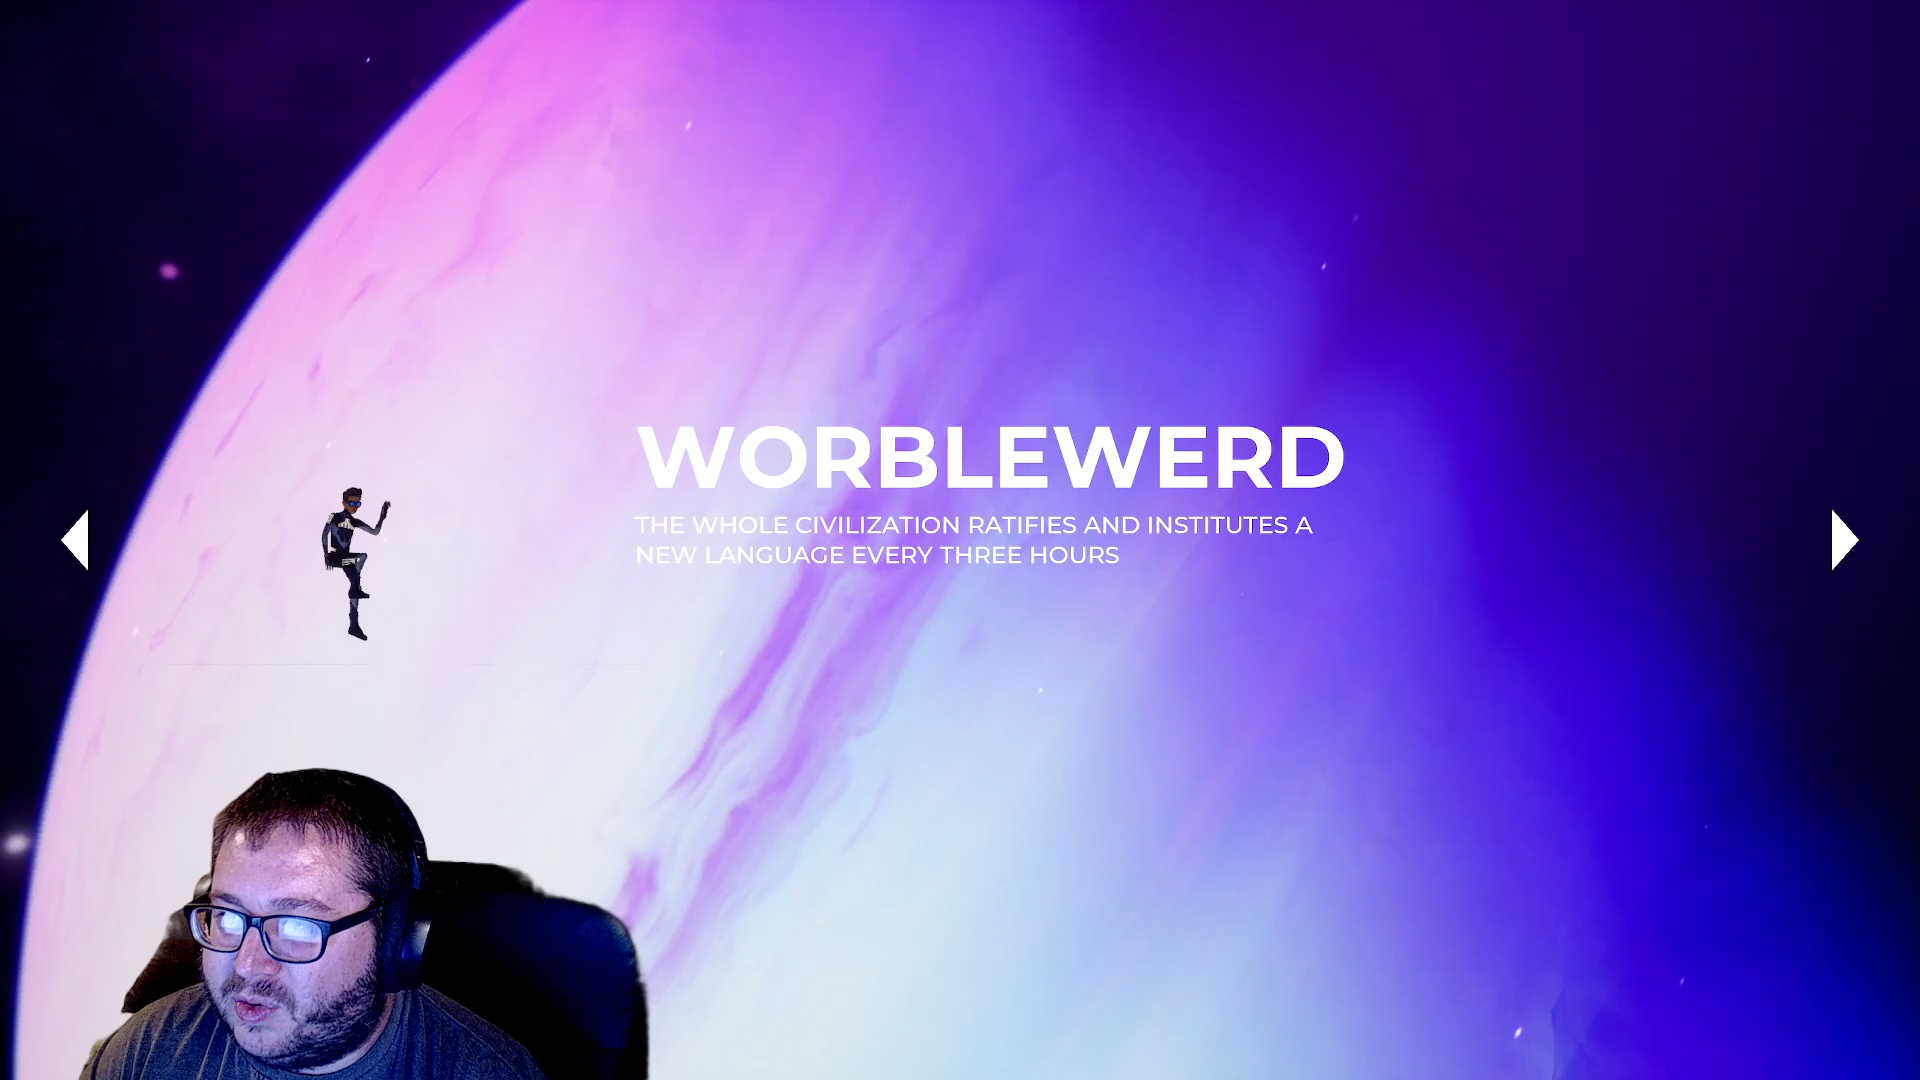 WORBLEWERD
THE WHOLE CIVILIZATION RATIFIES AND INSTITUTES A
NEW LANGUAGE EVERY THREE HOURS